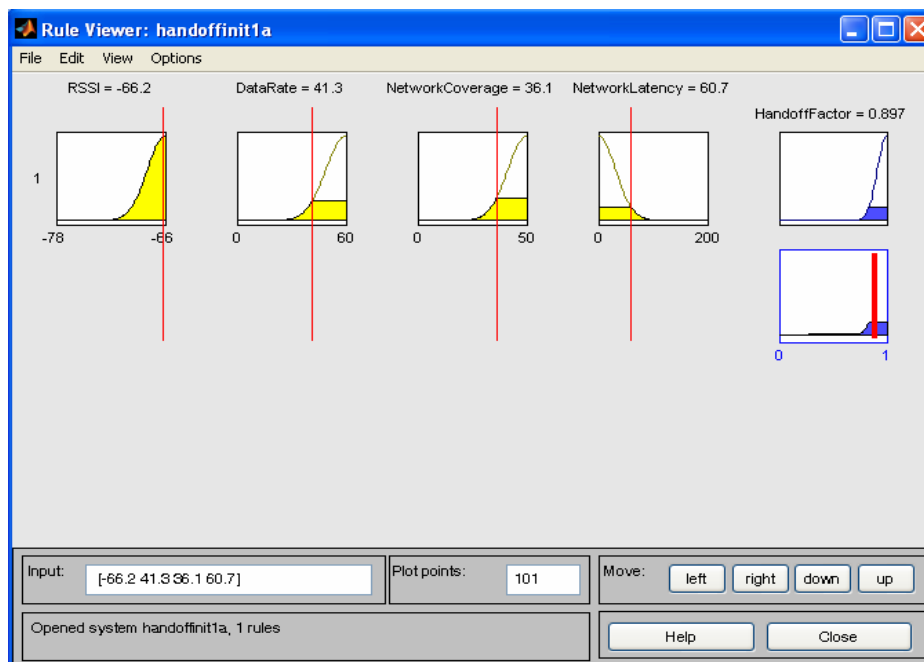 Rule Viewer: handoffinit1a
File Edit View Options
RSSI = -66.2 DataRate = 41.3 NetworkCoverage = 36.1 NetworkLatency = 60.7
HandoffFactor = 0.897
1
-78 -66 0 60 0 50 0 200
0 1
Input: [-66.2 41.3 36.1 60.7] Plot points: 101 Move: left right down up
Opened system handoffinit1a, 1 rules Help Close